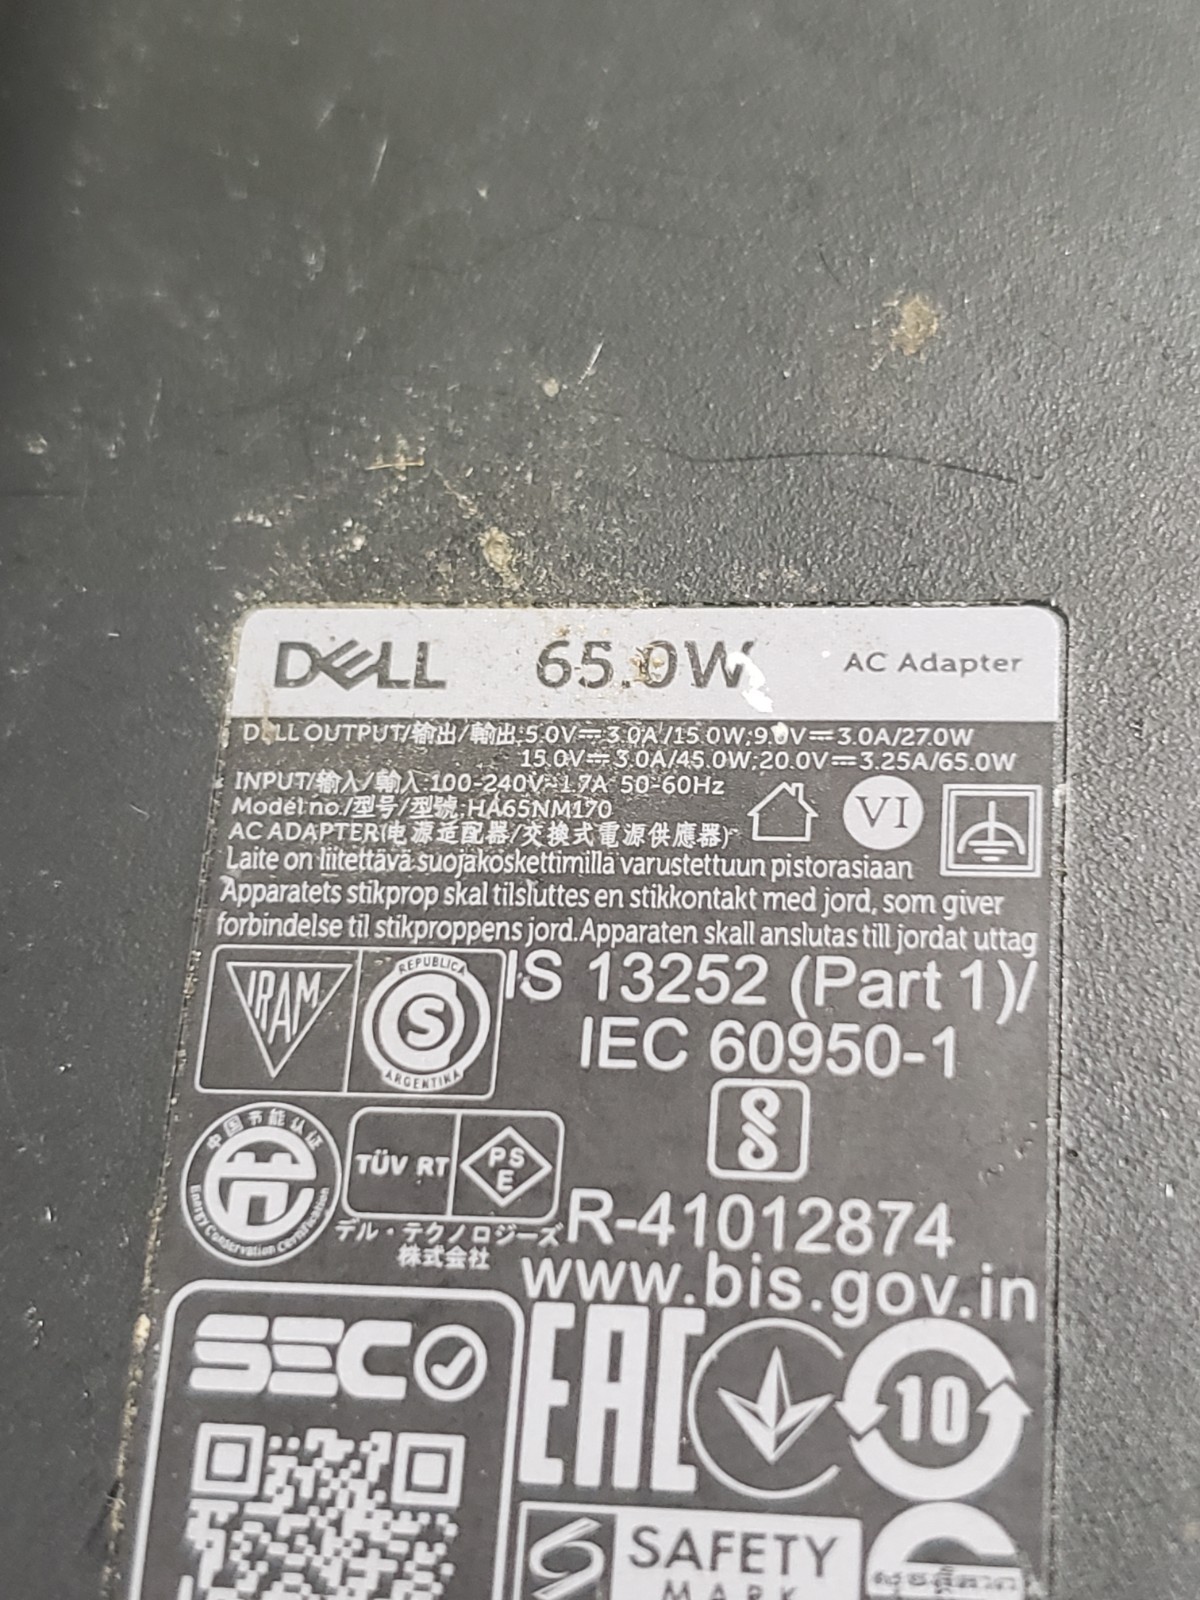 DELL 65.0W AC Adapter
DELL OUTPUT/输出/輸出:5.0V⎓3.0A/15.0W;9.0V⎓3.0A/27.0W
15.0V⎓3.0A/45.0W;20.0V⎓3.25A/65.0W
INPUT/输入/輸入:100-240V~1.7A 50-60Hz
Model no./型号/型號:HA65NM170
AC ADAPTER(电源适配器/交換式電源供應器)
VI
Laite on liitettävä suojakoskettimilla varustettuun pistorasiaan
Apparatets stikprop skal tilsluttes en stikkontakt med jord, som giver
forbindelse til stikproppens jord.Apparaten skall anslutas till jordat uttag
IRAM
REPUBLICA
S
ARGENTINA
IS 13252 (Part 1)/
IEC 60950-1
中国节能认证
Energy Conservation Certification
TÜV RT
PS
E
デル・テクノロジーズ
株式会社
R-41012874
www.bis.gov.in
SEC
EAC
10
SAFETY
MARK